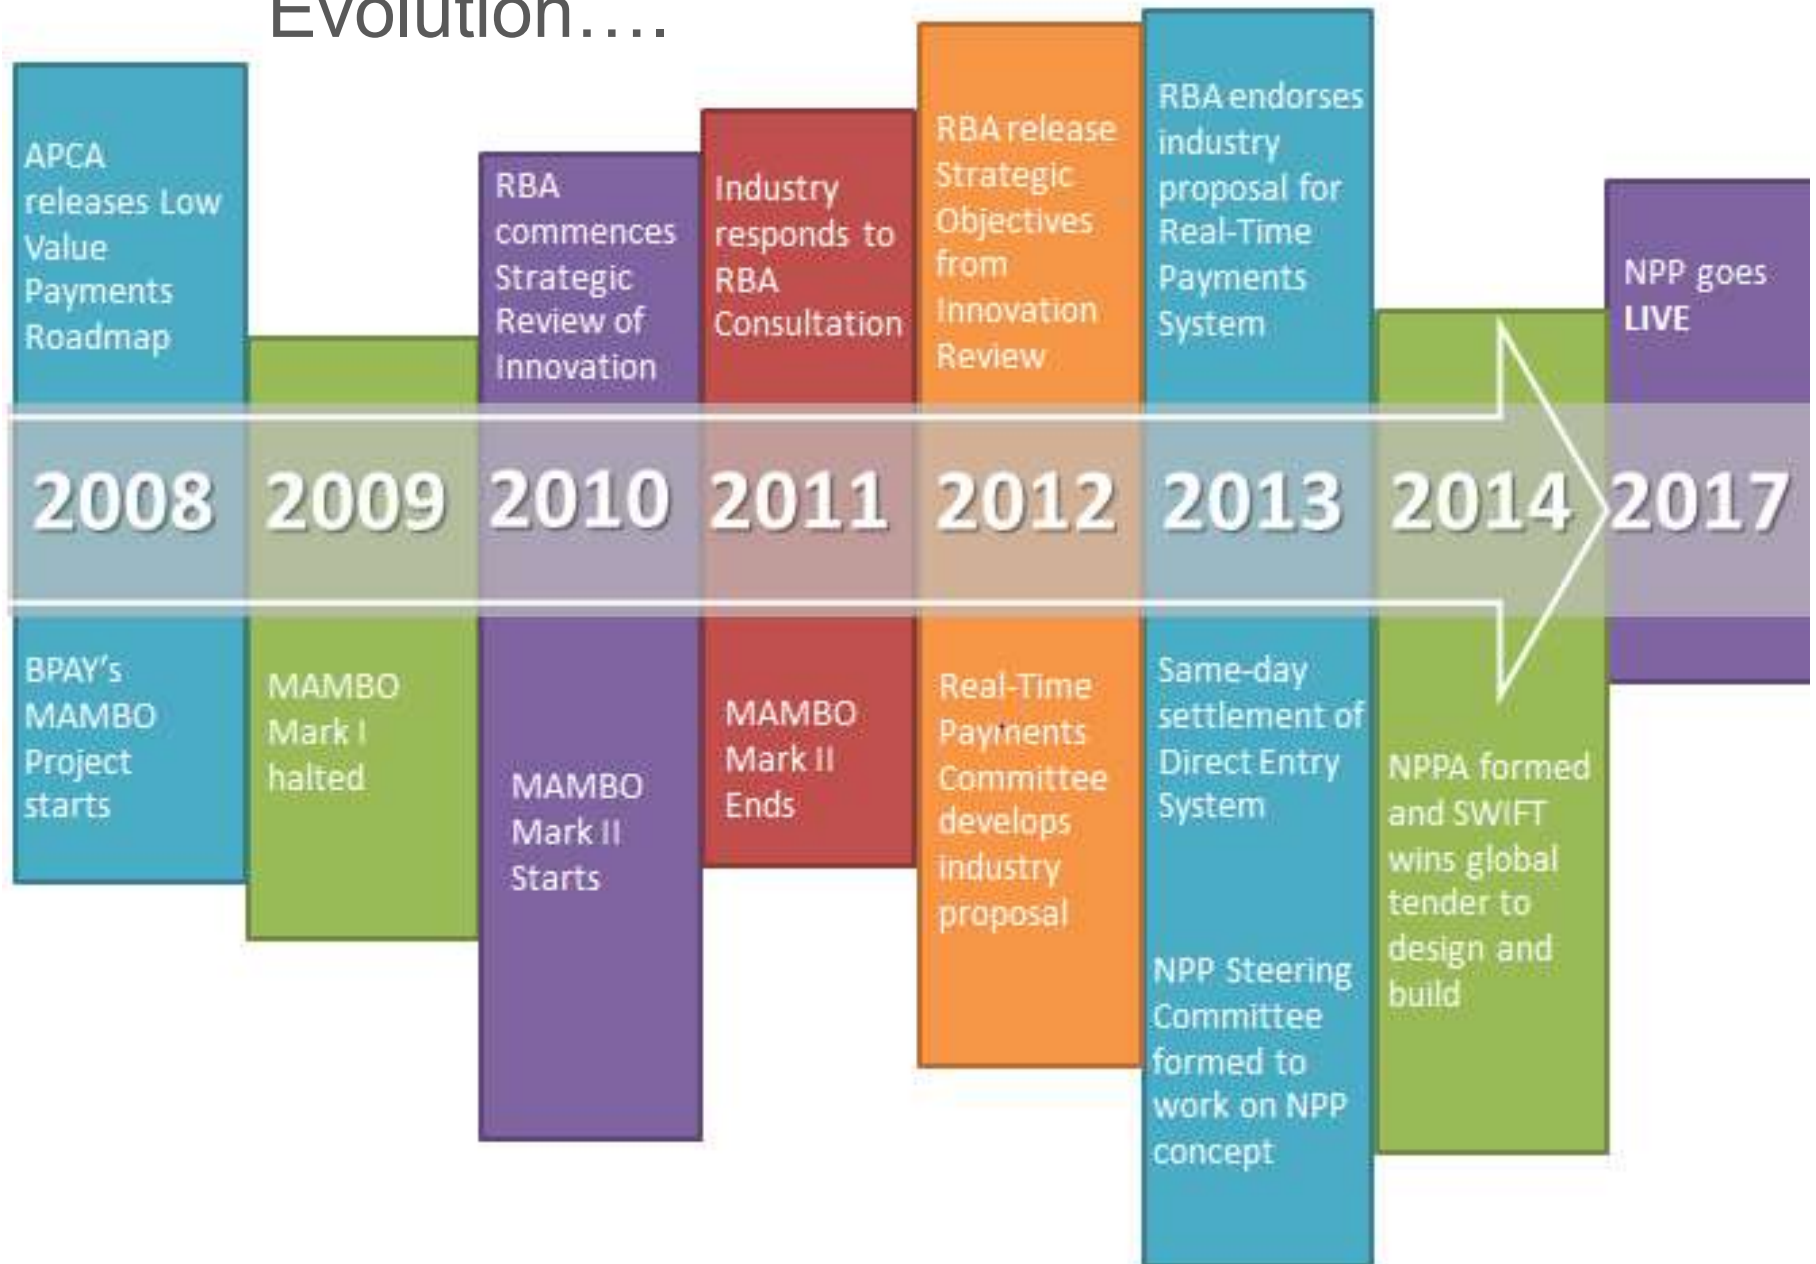 Evolution....
APCA
releases Low
Value
Payments
Roadmap
RBA
commences
Strategic
Review of
Innovation
Industry
responds to
RBA
Consultation
RBA release
Strategic
Objectives
from
Innovation
Review
RBA endorses
industry
proposal for
Real-Time
Payments
System
NPP goes
LIVE
2008 2009 2010 2011 2012 2013 2014 2017
BPAY's
MAMBO
Project
starts
MAMBO
Mark I
halted
MAMBO
Mark II
Starts
MAMBO
Mark II
Ends
Real-Time
Payments
Committee
develops
industry
proposal
Same-day
settlement of
Direct Entry
System
NPP Steering
Committee
formed to
work on NPP
concept
NPPA formed
and SWIFT
wins global
tender to
design and
build